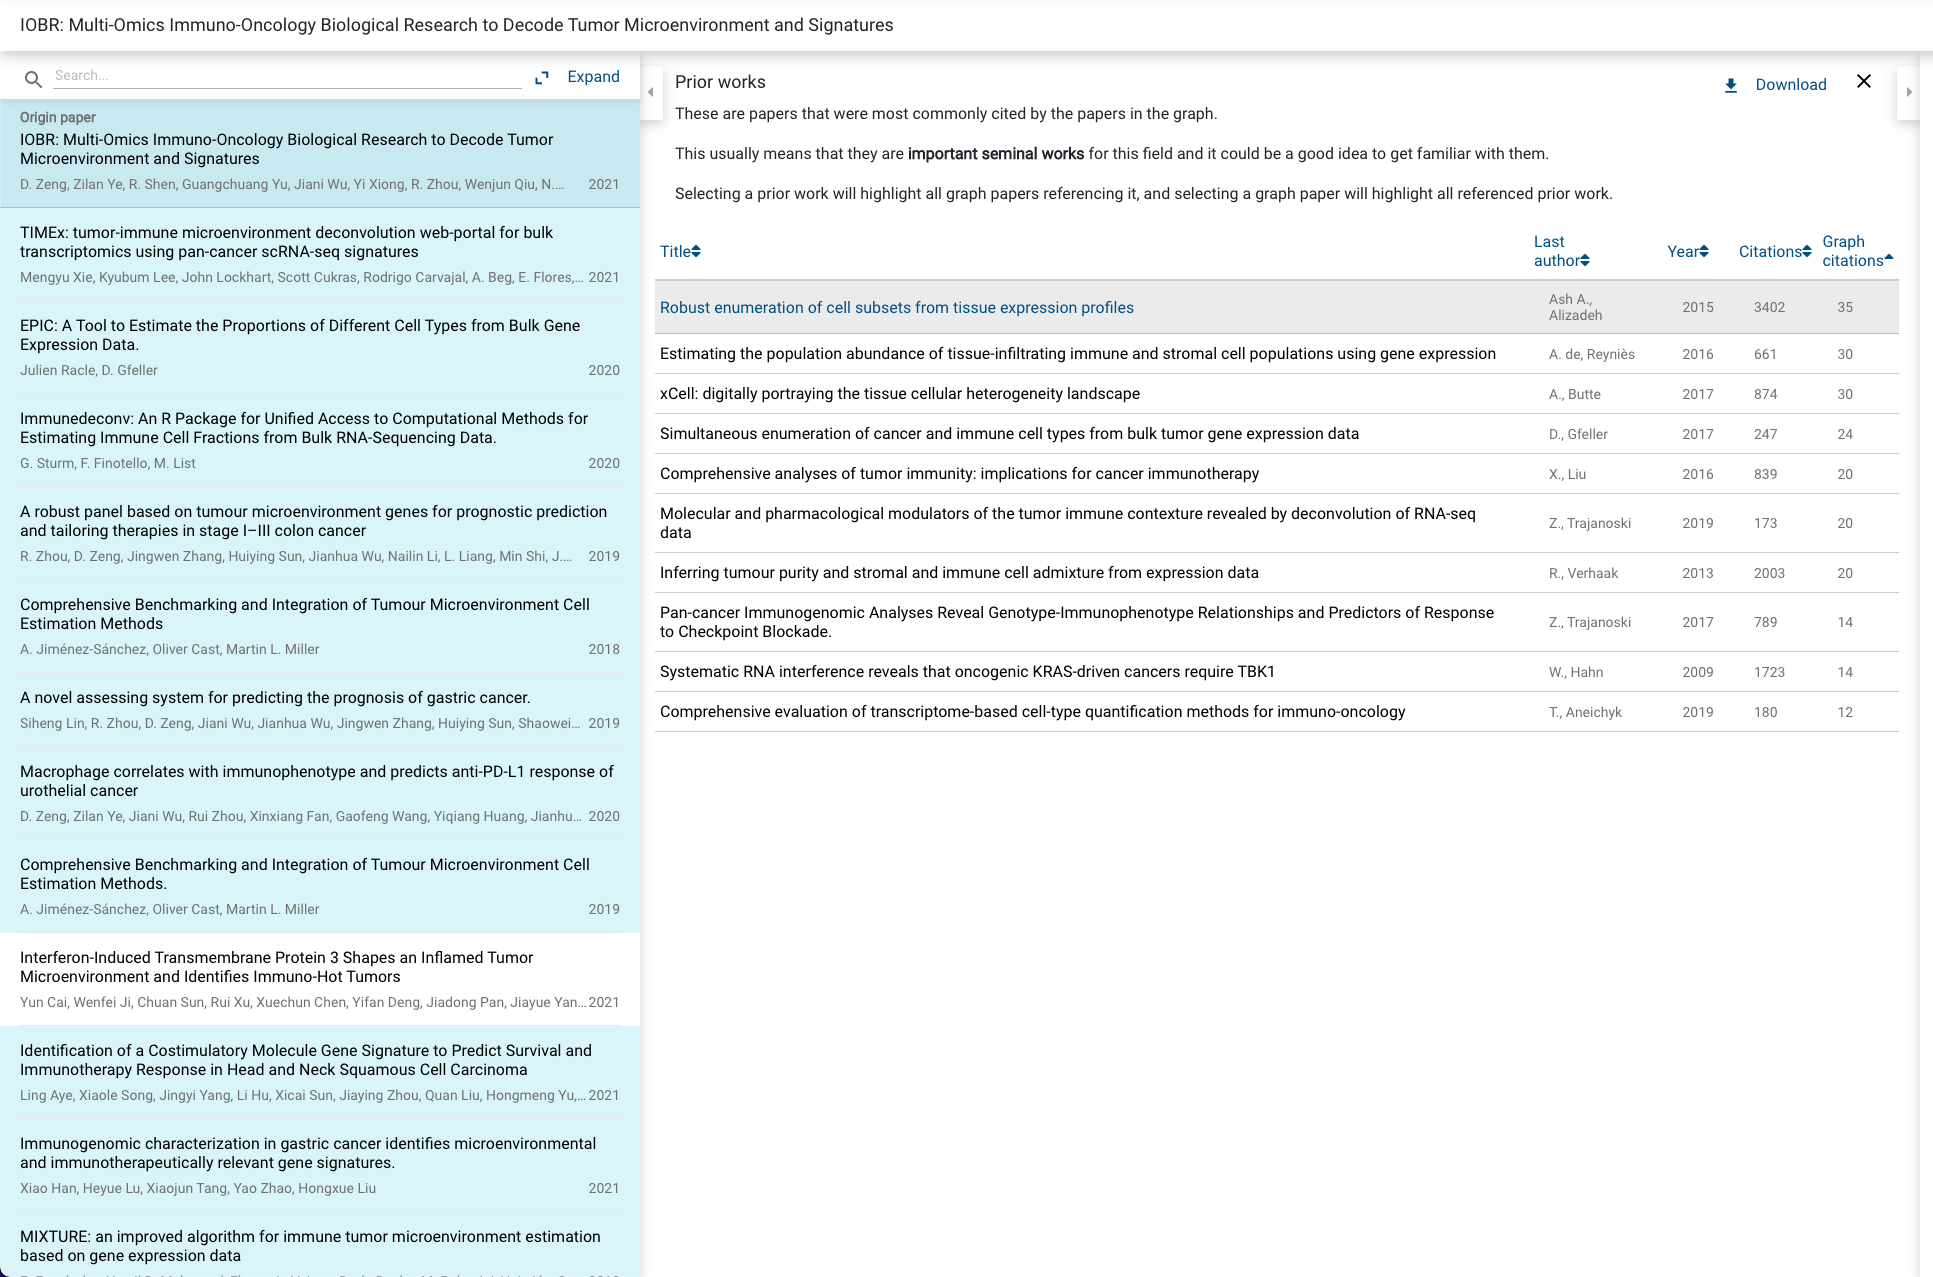 IOBR: Multi-Omics Immuno-Oncology Biological Research to Decode Tumor Microenvironment and Signatures
Search...
Expand
Origin paper
IOBR: Multi-Omics Immuno-Oncology Biological Research to Decode Tumor
Microenvironment and Signatures
D. Zeng, Zilan Ye, R. Shen, Guangchuang Yu, Jiani Wu, Yi Xiong, R. Zhou, Wenjun Qiu, N.... 2021
TIMEx: tumor-immune microenvironment deconvolution web-portal for bulk
transcriptomics using pan-cancer scRNA-seq signatures
Mengyu Xie, Kyubum Lee, John Lockhart, Scott Cukras, Rodrigo Carvajal, A. Beg, E. Flores,... 2021
EPIC: A Tool to Estimate the Proportions of Different Cell Types from Bulk Gene
Expression Data.
Julien Racle, D. Gfeller 2020
Immunedeconv: An R Package for Unified Access to Computational Methods for
Estimating Immune Cell Fractions from Bulk RNA-Sequencing Data.
G. Sturm, F. Finotello, M. List 2020
A robust panel based on tumour microenvironment genes for prognostic prediction
and tailoring therapies in stage I–III colon cancer
R. Zhou, D. Zeng, Jingwen Zhang, Huiying Sun, Jianhua Wu, Nailin Li, L. Liang, Min Shi, J.... 2019
Comprehensive Benchmarking and Integration of Tumour Microenvironment Cell
Estimation Methods
A. Jiménez-Sánchez, Oliver Cast, Martin L. Miller 2018
A novel assessing system for predicting the prognosis of gastric cancer.
Siheng Lin, R. Zhou, D. Zeng, Jiani Wu, Jianhua Wu, Jingwen Zhang, Huiying Sun, Shaowei... 2019
Macrophage correlates with immunophenotype and predicts anti-PD-L1 response of
urothelial cancer
D. Zeng, Zilan Ye, Jiani Wu, Rui Zhou, Xinxiang Fan, Gaofeng Wang, Yiqiang Huang, Jianhu... 2020
Comprehensive Benchmarking and Integration of Tumour Microenvironment Cell
Estimation Methods.
A. Jiménez-Sánchez, Oliver Cast, Martin L. Miller 2019
Interferon-Induced Transmembrane Protein 3 Shapes an Inflamed Tumor
Microenvironment and Identifies Immuno-Hot Tumors
Yun Cai, Wenfei Ji, Chuan Sun, Rui Xu, Xuechun Chen, Yifan Deng, Jiadong Pan, Jiayue Yan... 2021
Identification of a Costimulatory Molecule Gene Signature to Predict Survival and
Immunotherapy Response in Head and Neck Squamous Cell Carcinoma
Ling Aye, Xiaole Song, Jingyi Yang, Li Hu, Xicai Sun, Jiaying Zhou, Quan Liu, Hongmeng Yu,... 2021
Immunogenomic characterization in gastric cancer identifies microenvironmental
and immunotherapeutically relevant gene signatures.
Xiao Han, Heyue Lu, Xiaojun Tang, Yao Zhao, Hongxue Liu 2021
MIXTURE: an improved algorithm for immune tumor microenvironment estimation
based on gene expression data
Prior works
Download
These are papers that were most commonly cited by the papers in the graph.
This usually means that they are important seminal works for this field and it could be a good idea to get familiar with them.
Selecting a prior work will highlight all graph papers referencing it, and selecting a graph paper will highlight all referenced prior work.
Title Last author Year Citations Graph citations
Robust enumeration of cell subsets from tissue expression profiles Ash A., Alizadeh 2015 3402 35
Estimating the population abundance of tissue-infiltrating immune and stromal cell populations using gene expression A. de, Reyniès 2016 661 30
xCell: digitally portraying the tissue cellular heterogeneity landscape A., Butte 2017 874 30
Simultaneous enumeration of cancer and immune cell types from bulk tumor gene expression data D., Gfeller 2017 247 24
Comprehensive analyses of tumor immunity: implications for cancer immunotherapy X., Liu 2016 839 20
Molecular and pharmacological modulators of the tumor immune contexture revealed by deconvolution of RNA-seq
data Z., Trajanoski 2019 173 20
Inferring tumour purity and stromal and immune cell admixture from expression data R., Verhaak 2013 2003 20
Pan-cancer Immunogenomic Analyses Reveal Genotype-Immunophenotype Relationships and Predictors of Response
to Checkpoint Blockade. Z., Trajanoski 2017 789 14
Systematic RNA interference reveals that oncogenic KRAS-driven cancers require TBK1 W., Hahn 2009 1723 14
Comprehensive evaluation of transcriptome-based cell-type quantification methods for immuno-oncology T., Aneichyk 2019 180 12